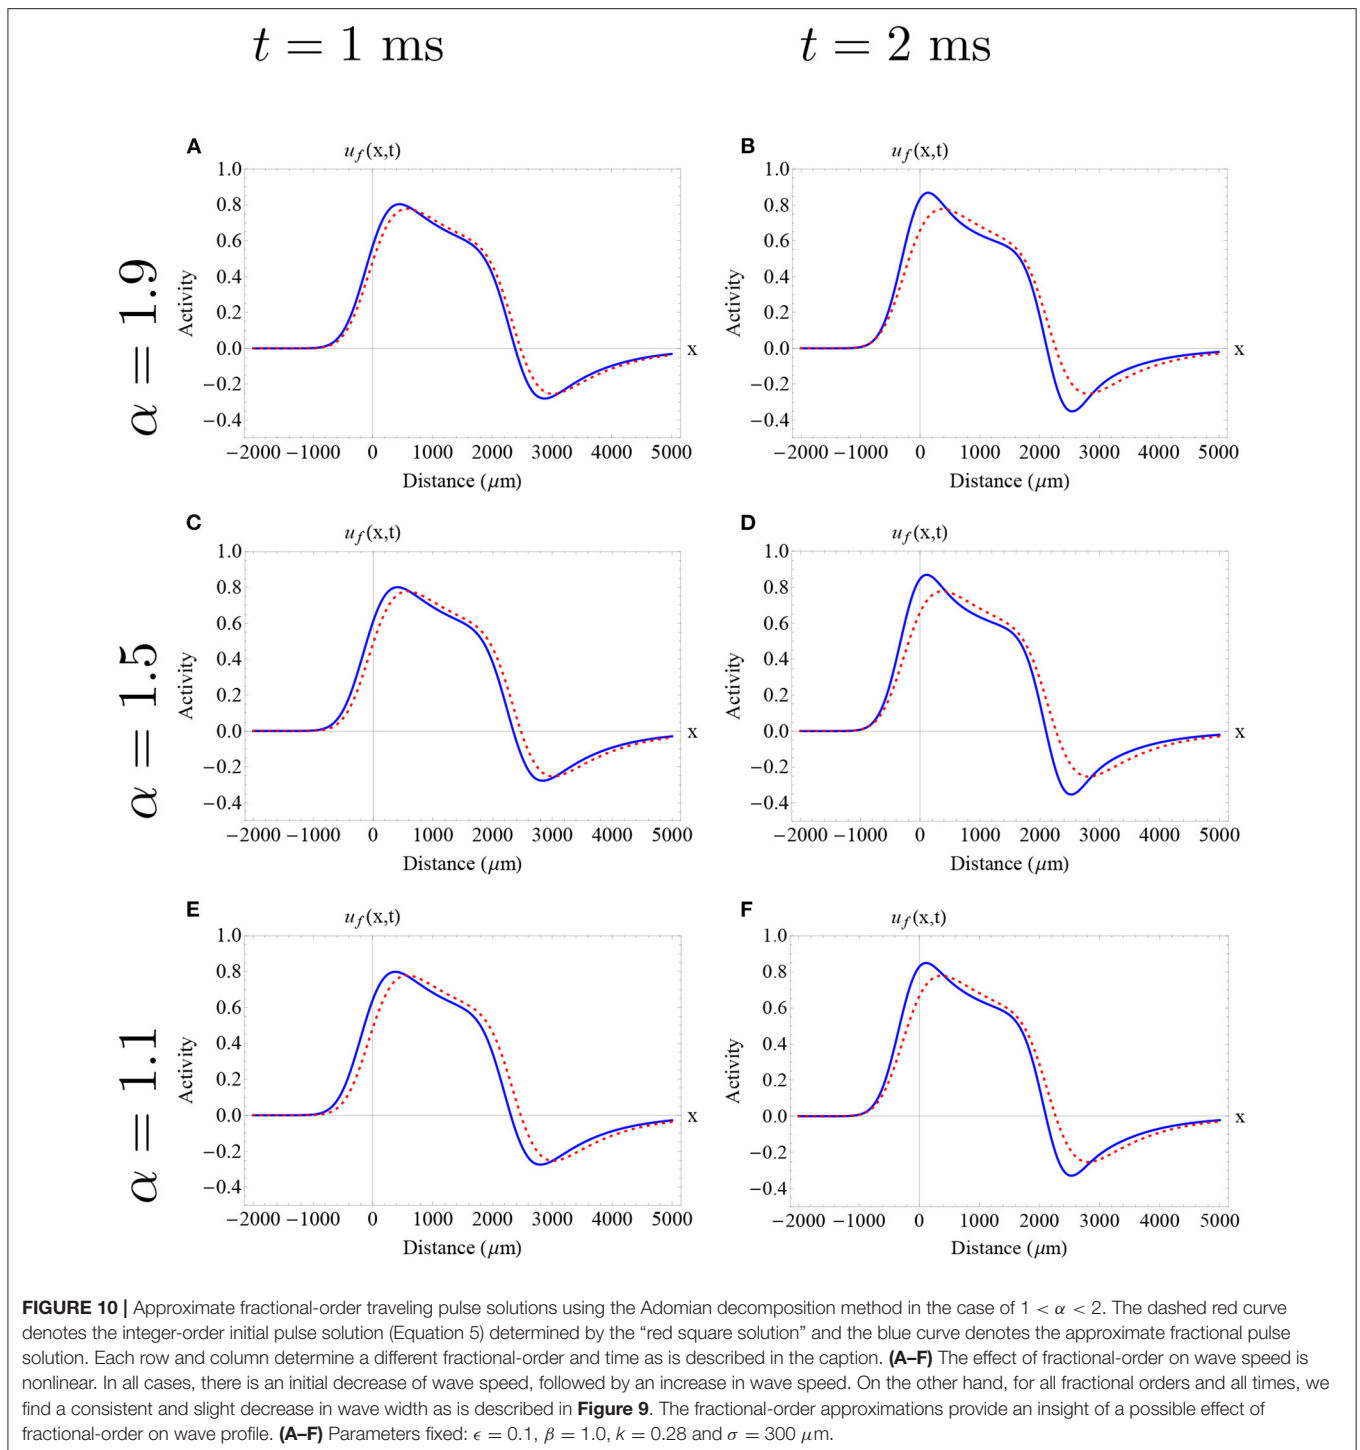 t = 1 ms
t = 2 ms
α = 1.9
A
u_f(x,t)
1.0
0.8
0.6
0.4
0.2
0.0
−0.2
−0.4
Activity
x
−2000 −1000 0 1000 2000 3000 4000 5000
Distance (μm)
B
u_f(x,t)
1.0
0.8
0.6
0.4
0.2
0.0
−0.2
−0.4
Activity
x
−2000 −1000 0 1000 2000 3000 4000 5000
Distance (μm)
α = 1.5
C
u_f(x,t)
1.0
0.8
0.6
0.4
0.2
0.0
−0.2
−0.4
Activity
x
−2000 −1000 0 1000 2000 3000 4000 5000
Distance (μm)
D
u_f(x,t)
1.0
0.8
0.6
0.4
0.2
0.0
−0.2
−0.4
Activity
x
−2000 −1000 0 1000 2000 3000 4000 5000
Distance (μm)
α = 1.1
E
u_f(x,t)
1.0
0.8
0.6
0.4
0.2
0.0
−0.2
−0.4
Activity
x
−2000 −1000 0 1000 2000 3000 4000 5000
Distance (μm)
F
u_f(x,t)
1.0
0.8
0.6
0.4
0.2
0.0
−0.2
−0.4
Activity
x
−2000 −1000 0 1000 2000 3000 4000 5000
Distance (μm)
FIGURE 10 | Approximate fractional-order traveling pulse solutions using the Adomian decomposition method in the case of 1 < α < 2. The dashed red curve
denotes the integer-order initial pulse solution (Equation 5) determined by the “red square solution” and the blue curve denotes the approximate fractional pulse
solution. Each row and column determine a different fractional-order and time as is described in the caption. (A–F) The effect of fractional-order on wave speed is
nonlinear. In all cases, there is an initial decrease of wave speed, followed by an increase in wave speed. On the other hand, for all fractional orders and all times, we
find a consistent and slight decrease in wave width as is described in Figure 9. The fractional-order approximations provide an insight of a possible effect of
fractional-order on wave profile. (A–F) Parameters fixed: ϵ = 0.1, β = 1.0, k = 0.28 and σ = 300 μm.